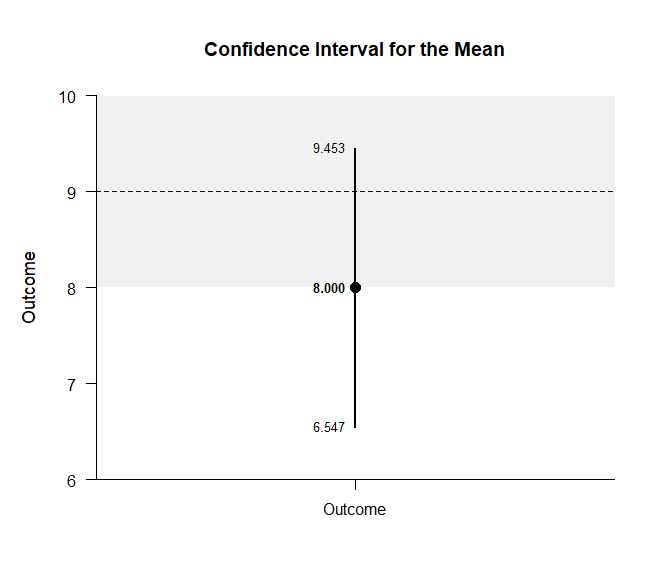 Confidence Interval for the Mean
10
9
8
7
6
Outcome
9.453
8.000
6.547
Outcome